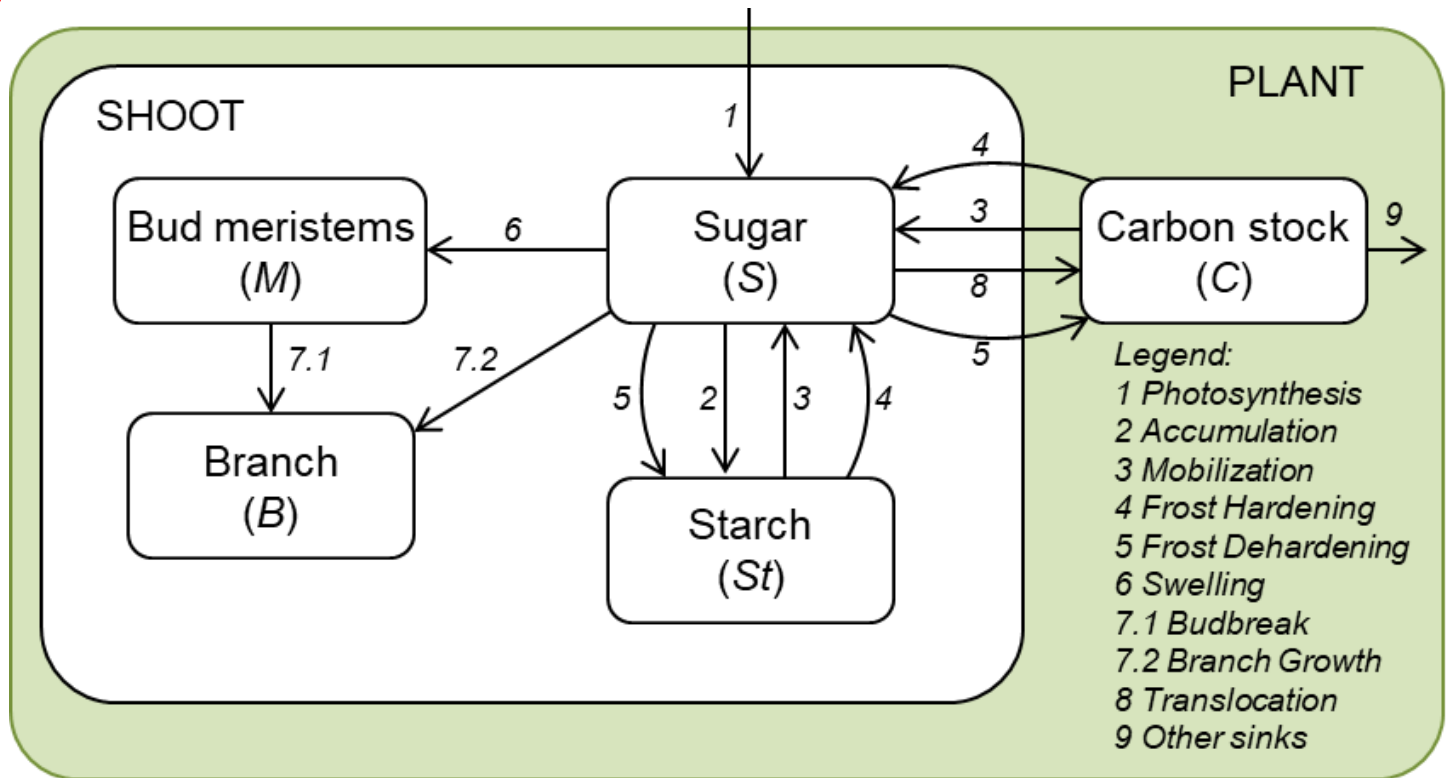 PLANT
SHOOT
1
4
Bud meristems
(M)
6
Sugar
(S)
3
8
5
Carbon stock
(C)
9
7.1
7.2
5
2
3
4
Branch
(B)
Starch
(St)
Legend:
1 Photosynthesis
2 Accumulation
3 Mobilization
4 Frost Hardening
5 Frost Dehardening
6 Swelling
7.1 Budbreak
7.2 Branch Growth
8 Translocation
9 Other sinks